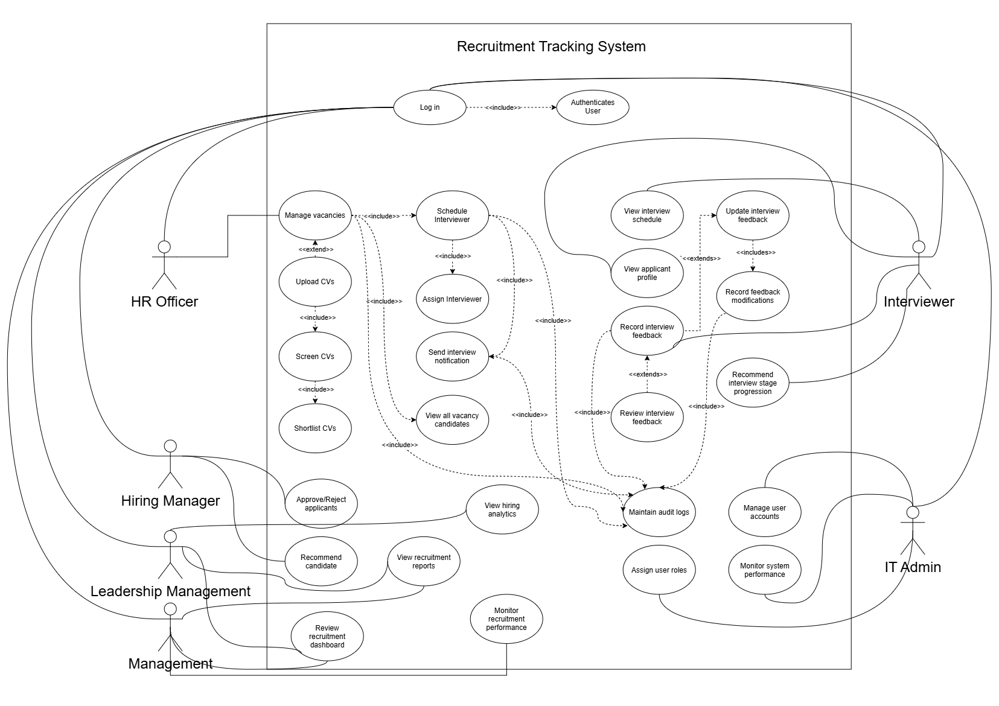 Recruitment Tracking System
Log in
<<include>>
Authenticates
User
Manage vacancies
<<include>>
Schedule
Interviewer
View interview
schedule
Update interview
feedback
<<extend>>
<<include>>
<<extends>>
<<includes>>
Upload CVs
<<include>>
View applicant
profile
Assign Interviewer
<<include>>
Record feedback
modifications
HR Officer
Interviewer
<<include>>
<<include>>
Record interview
feedback
Screen CVs
Send interview
notification
<<include>>
<<extends>>
Recommend
interview stage
progression
Shortlist CVs
View all vacancy
candidates
<<include>>
<<include>>
Review interview
feedback
<<include>>
<<include>>
Hiring Manager
Approve/Reject
applicants
View hiring
analytics
Maintain audit logs
Manage user
accounts
Recommend
candidate
View recruitment
reports
Assign user roles
Monitor system
performance
IT Admin
Leadership Management
Monitor
recruitment
performance
Review
recruitment
dashboard
Management